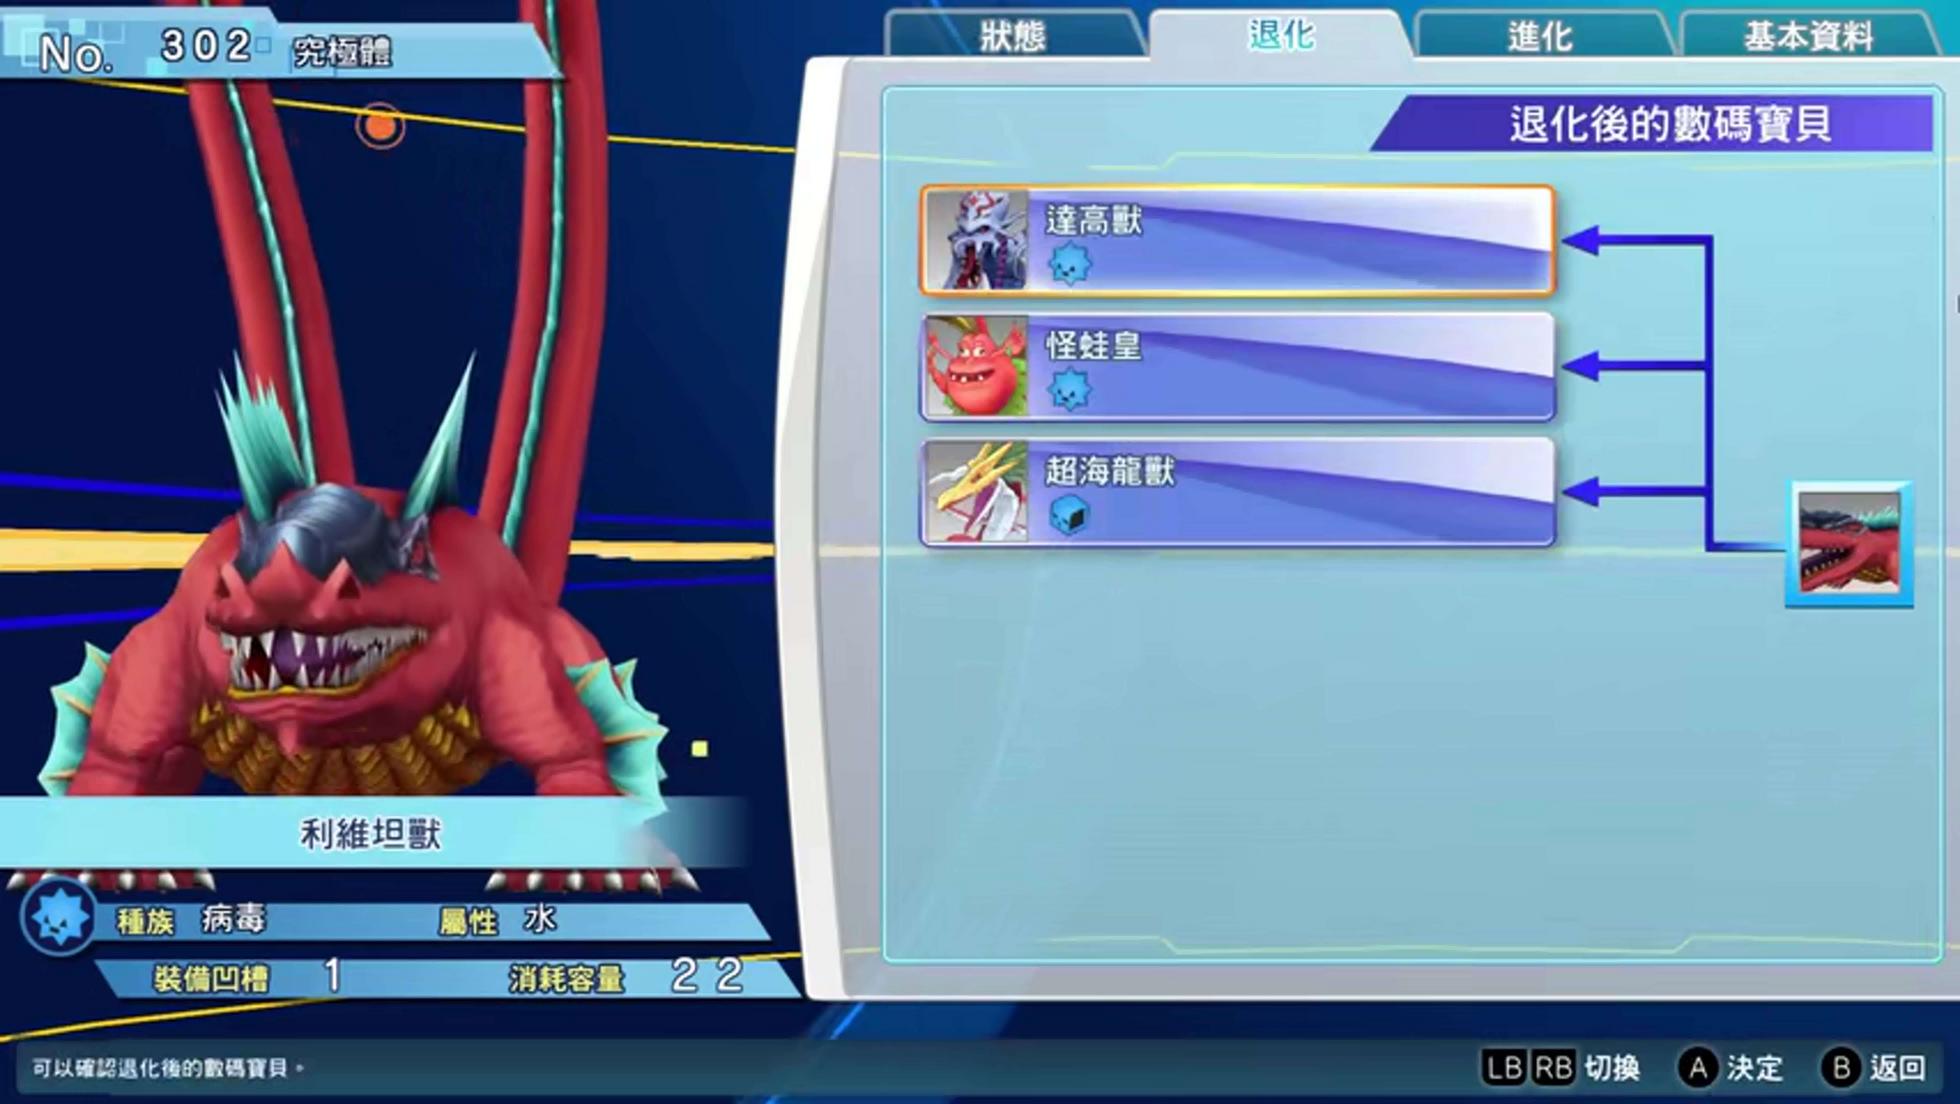 No. 302 究極體
狀態 退化 進化 基本資料
退化後的數碼寶貝
達高獸
怪蛙皇
超海龍獸
利維坦獸
種族 病毒 屬性 水
裝備凹槽 1 消耗容量 22
可以確認退化後的數碼寶貝。
LB RB 切換 A 決定 B 返回